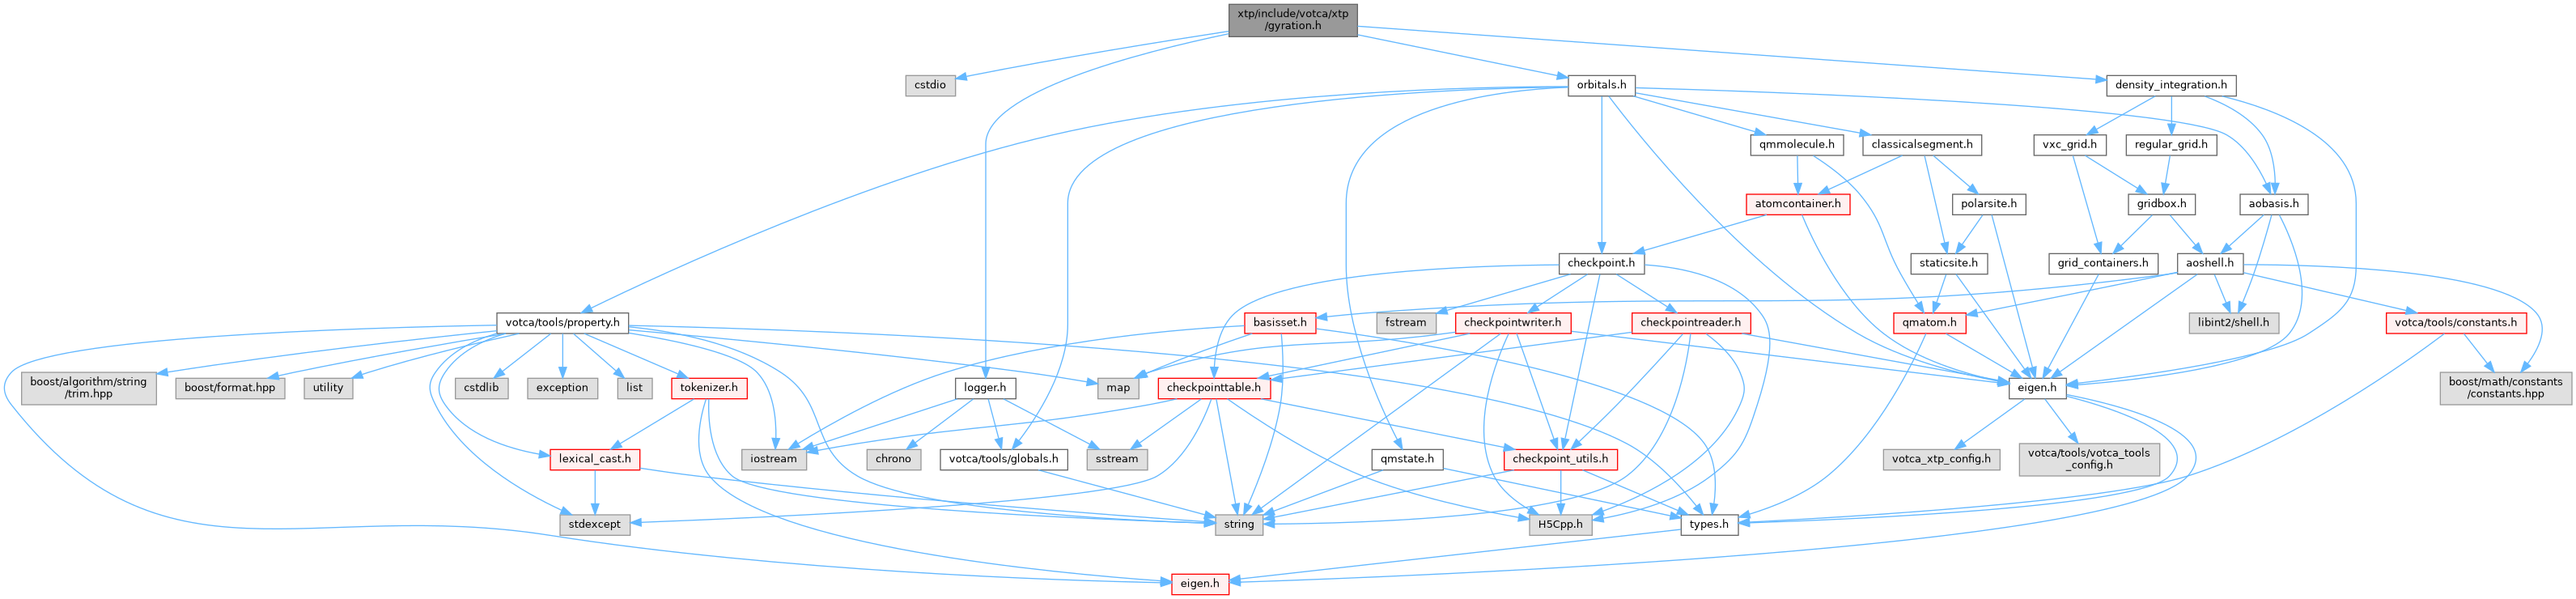 xtp/include/votca/xtp
/gyration.h
cstdio
orbitals.h
density_integration.h
qmmolecule.h
classicalsegment.h
vxc_grid.h
regular_grid.h
atomcontainer.h
polarsite.h
gridbox.h
aobasis.h
checkpoint.h
staticsite.h
grid_containers.h
aoshell.h
votca/tools/property.h
basisset.h
fstream
checkpointwriter.h
checkpointreader.h
qmatom.h
libint2/shell.h
votca/tools/constants.h
boost/algorithm/string
/trim.hpp
boost/format.hpp
utility
cstdlib
exception
list
tokenizer.h
logger.h
map
checkpointtable.h
eigen.h
boost/math/constants
/constants.hpp
lexical_cast.h
iostream
chrono
votca/tools/globals.h
sstream
qmstate.h
checkpoint_utils.h
votca_xtp_config.h
votca/tools/votca_tools
_config.h
stdexcept
string
H5Cpp.h
types.h
eigen.h